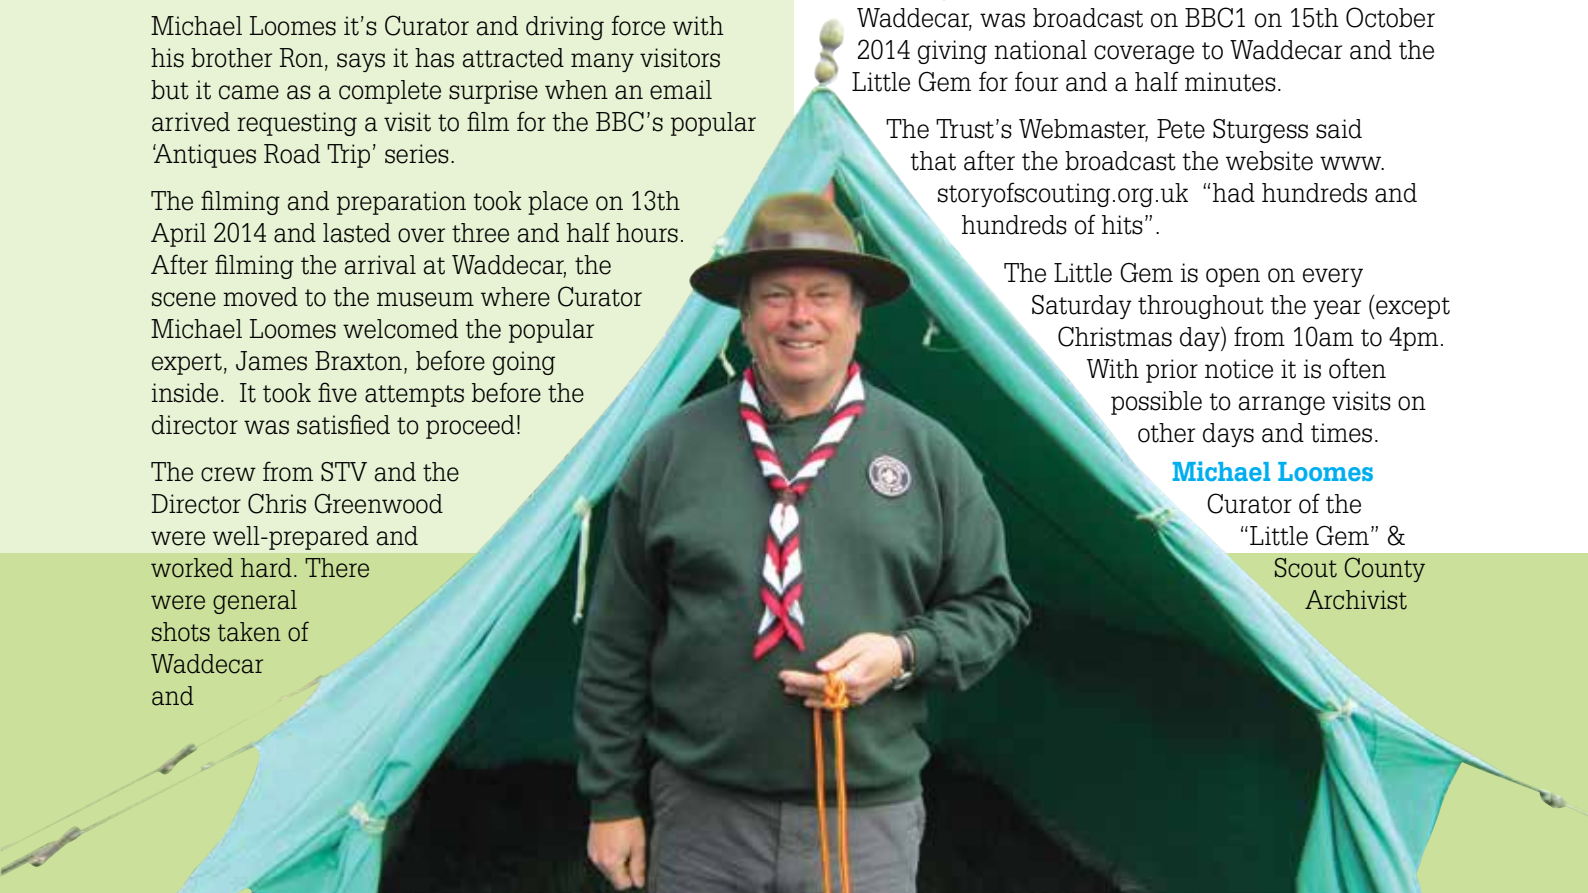 Michael Loomes it’s Curator and driving force with
his brother Ron, says it has attracted many visitors
but it came as a complete surprise when an email
arrived requesting a visit to film for the BBC’s popular
‘Antiques Road Trip’ series.
The filming and preparation took place on 13th
April 2014 and lasted over three and half hours.
After filming the arrival at Waddecar, the
scene moved to the museum where Curator
Michael Loomes welcomed the popular
expert, James Braxton, before going
inside.  It took five attempts before the
director was satisfied to proceed!
The crew from STV and the
Director Chris Greenwood
were well-prepared and
worked hard. There
were general
shots taken of
Waddecar
and
Waddecar, was broadcast on BBC1 on 15th October
2014 giving national coverage to Waddecar and the
Little Gem for four and a half minutes.
The Trust’s Webmaster, Pete Sturgess said
that after the broadcast the website www.
storyofscouting.org.uk  “had hundreds and
hundreds of hits”.
The Little Gem is open on every
Saturday throughout the year (except
Christmas day) from 10am to 4pm.
With prior notice it is often
possible to arrange visits on
other days and times.
Michael Loomes
Curator of the
“Little Gem” &
Scout County
Archivist